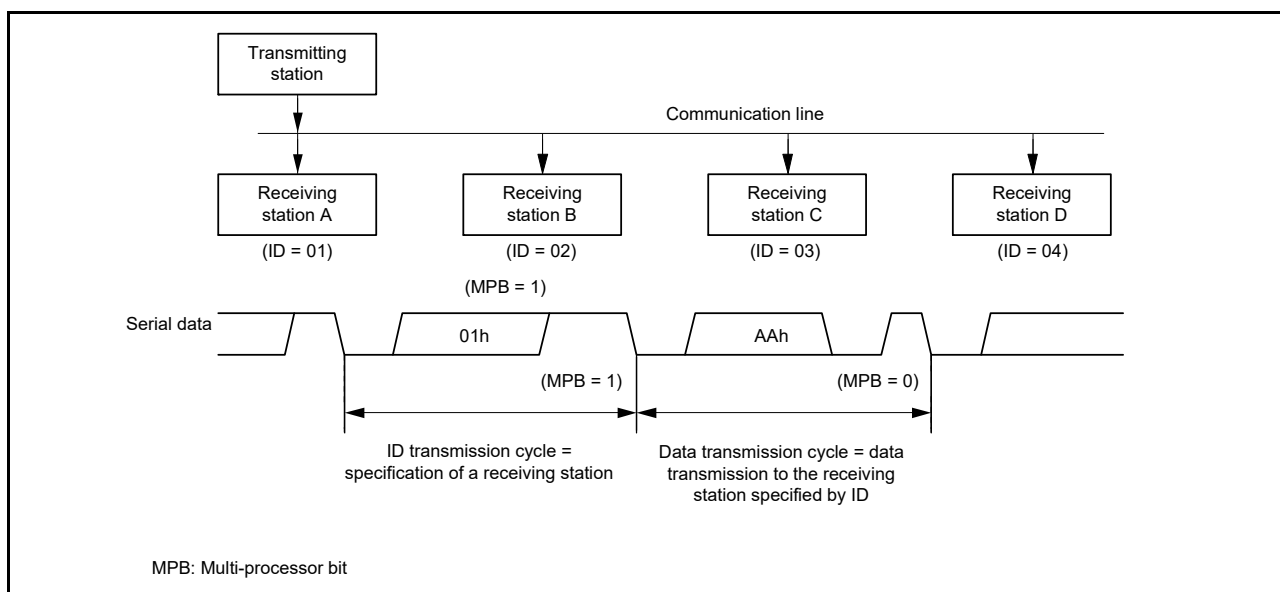 Transmitting
station
Communication line
Receiving
station A
(ID = 01)
Receiving
station B
(ID = 02)
Receiving
station C
(ID = 03)
Receiving
station D
(ID = 04)
(MPB = 1)
Serial data
01h
AAh
(MPB = 1)
(MPB = 0)
ID transmission cycle =
specification of a receiving station
Data transmission cycle = data
transmission to the receiving
station specified by ID
MPB: Multi-processor bit